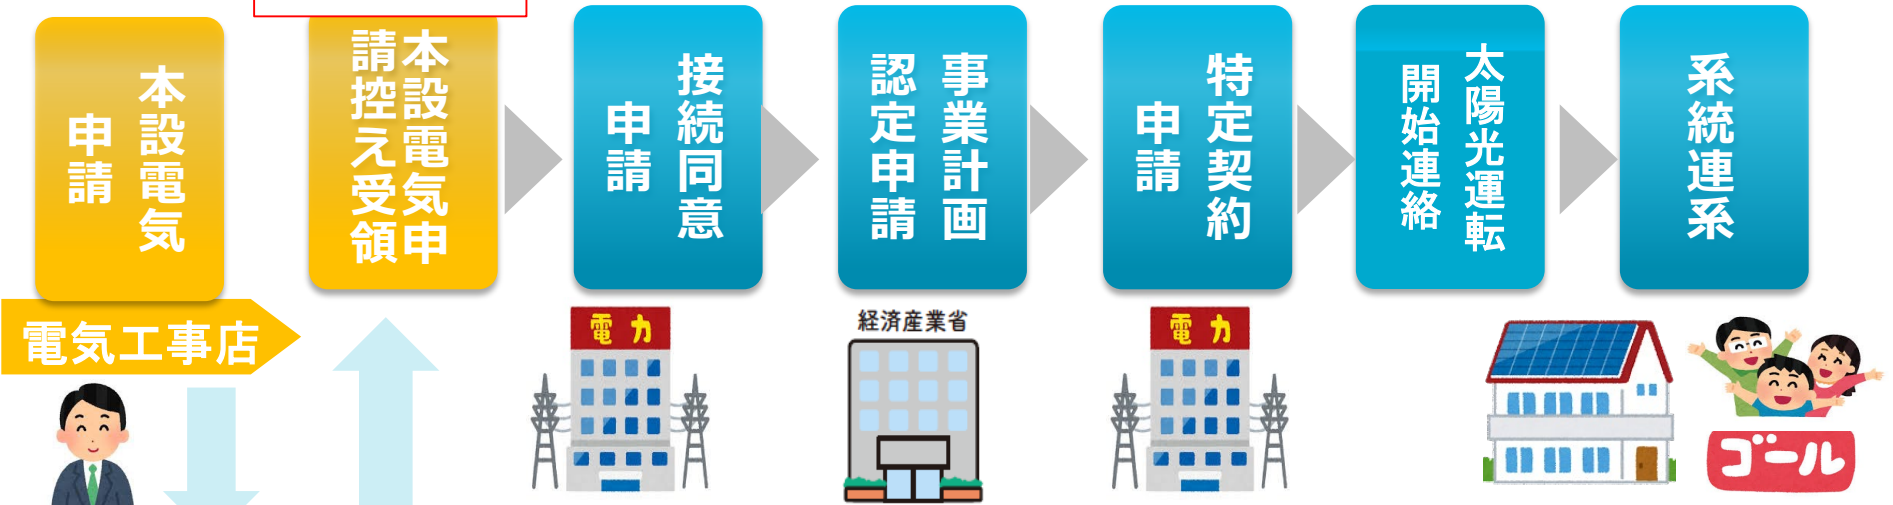 本設電気
申請
本設電気申
請控え受領
接続同意
申請
事業計画
認定申請
特定契約
申請
太陽光運転
開始連絡
系統連系
電気工事店
電力
経済産業省
電力
ゴール